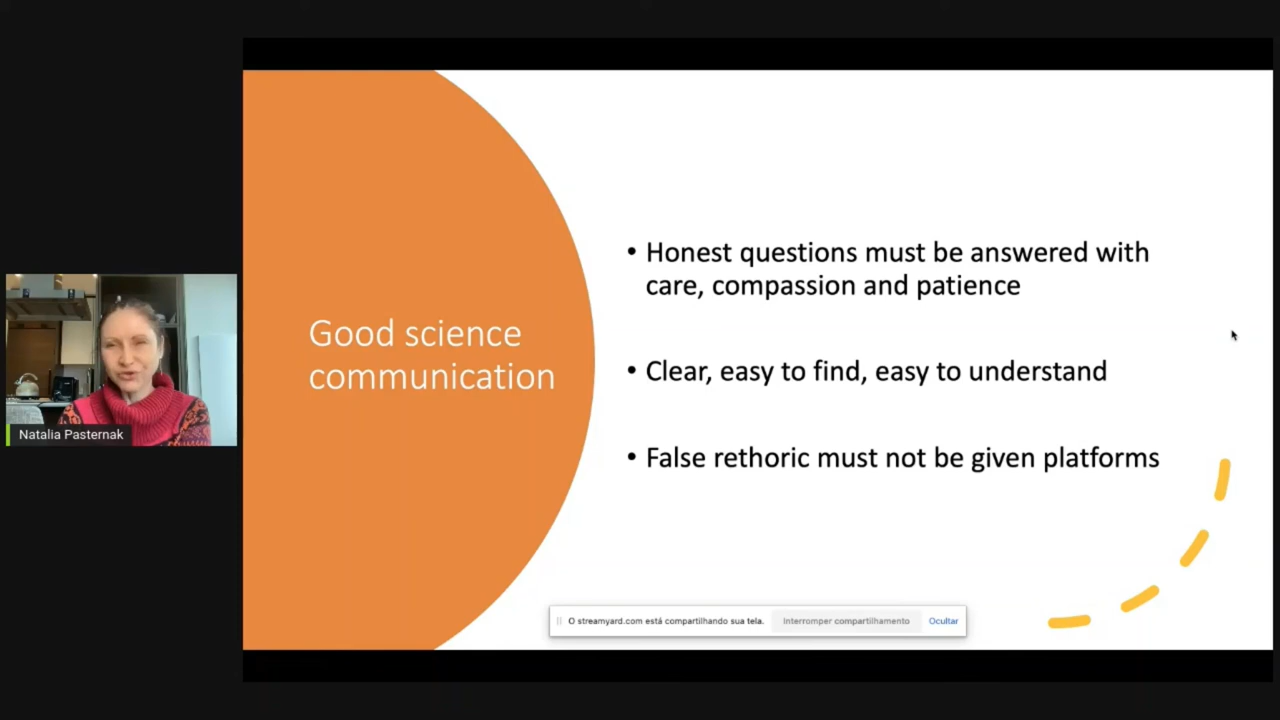 Good science
communication
• Honest questions must be answered with
care, compassion and patience
• Clear, easy to find, easy to understand
• False rethoric must not be given platforms
Natalia Pasternak
O streamyard.com está compartilhando sua tela. Interromper compartilhamento Ocultar